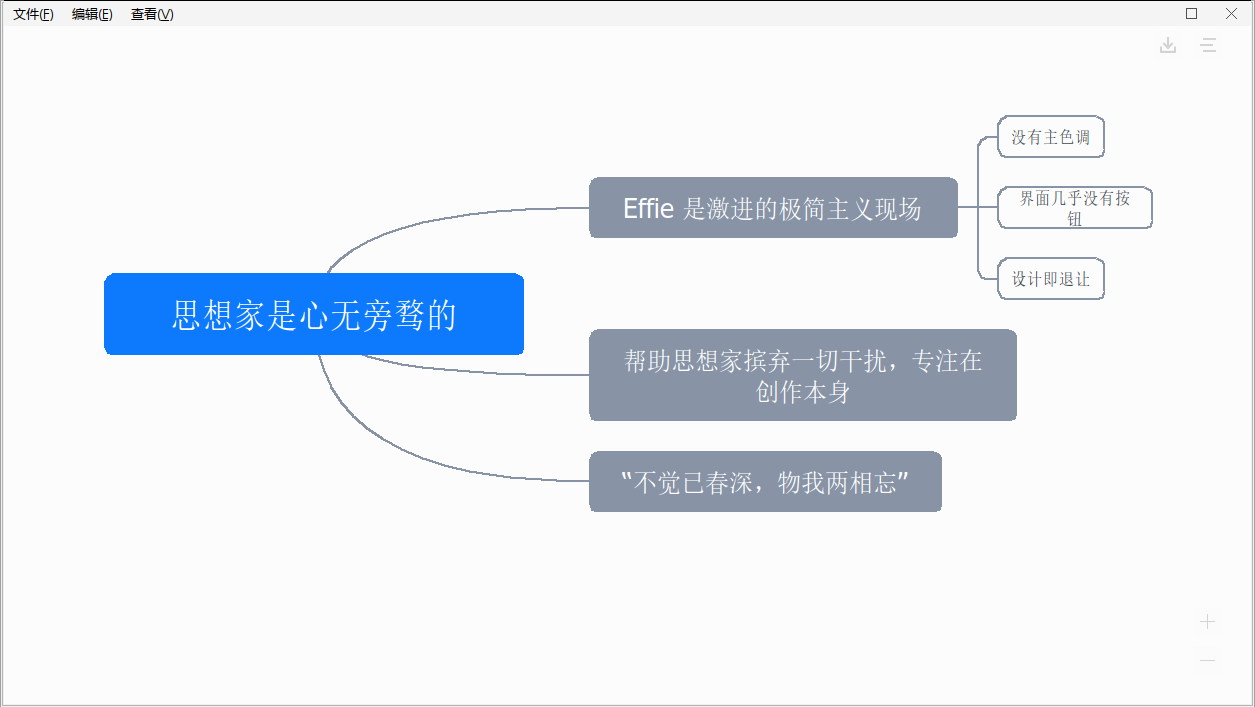 文件(F) 编辑(E) 查看(V)
思想家是心无旁骛的
Effie 是激进的极简主义现场
没有主色调
界面几乎没有按
钮
设计即退让
帮助思想家摈弃一切干扰，专注在
创作本身
“不觉已春深，物我两相忘”